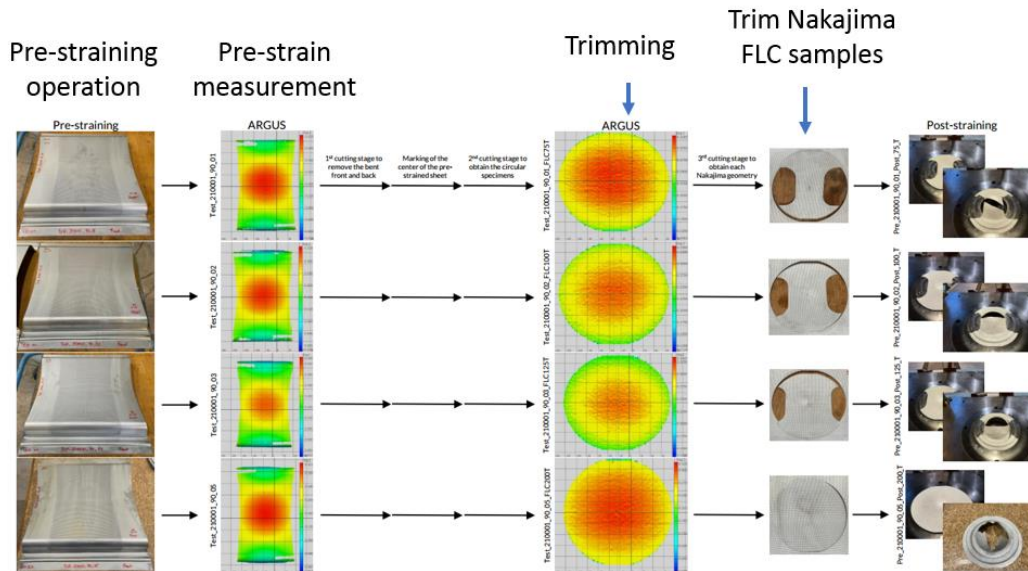 Pre-straining
operation
Pre-strain
measurement
Trimming
Trim Nakajima
FLC samples
Pre-straining
ARGUS
ARGUS
Post-straining
1st cutting stage to
remove the bent
front and back
Marking of the
center of the pre-
strained sheet
2nd cutting stage to
obtain the circular
specimens
3rd cutting stage to
obtain each
Nakajima geometry
Test_210001_90_01
Test_210001_90_01_FLC75T
Pre_210001_90_01_Post_75_T
Test_210001_90_02
Test_210001_90_02_FLC100T
Pre_210001_90_02_Post_100_T
Test_210001_90_03
Test_210001_90_03_FLC125T
Pre_210001_90_03_Post_125_T
Test_210001_90_05
Test_210001_90_05_FLC200T
Pre_210001_90_05_Post_200_T